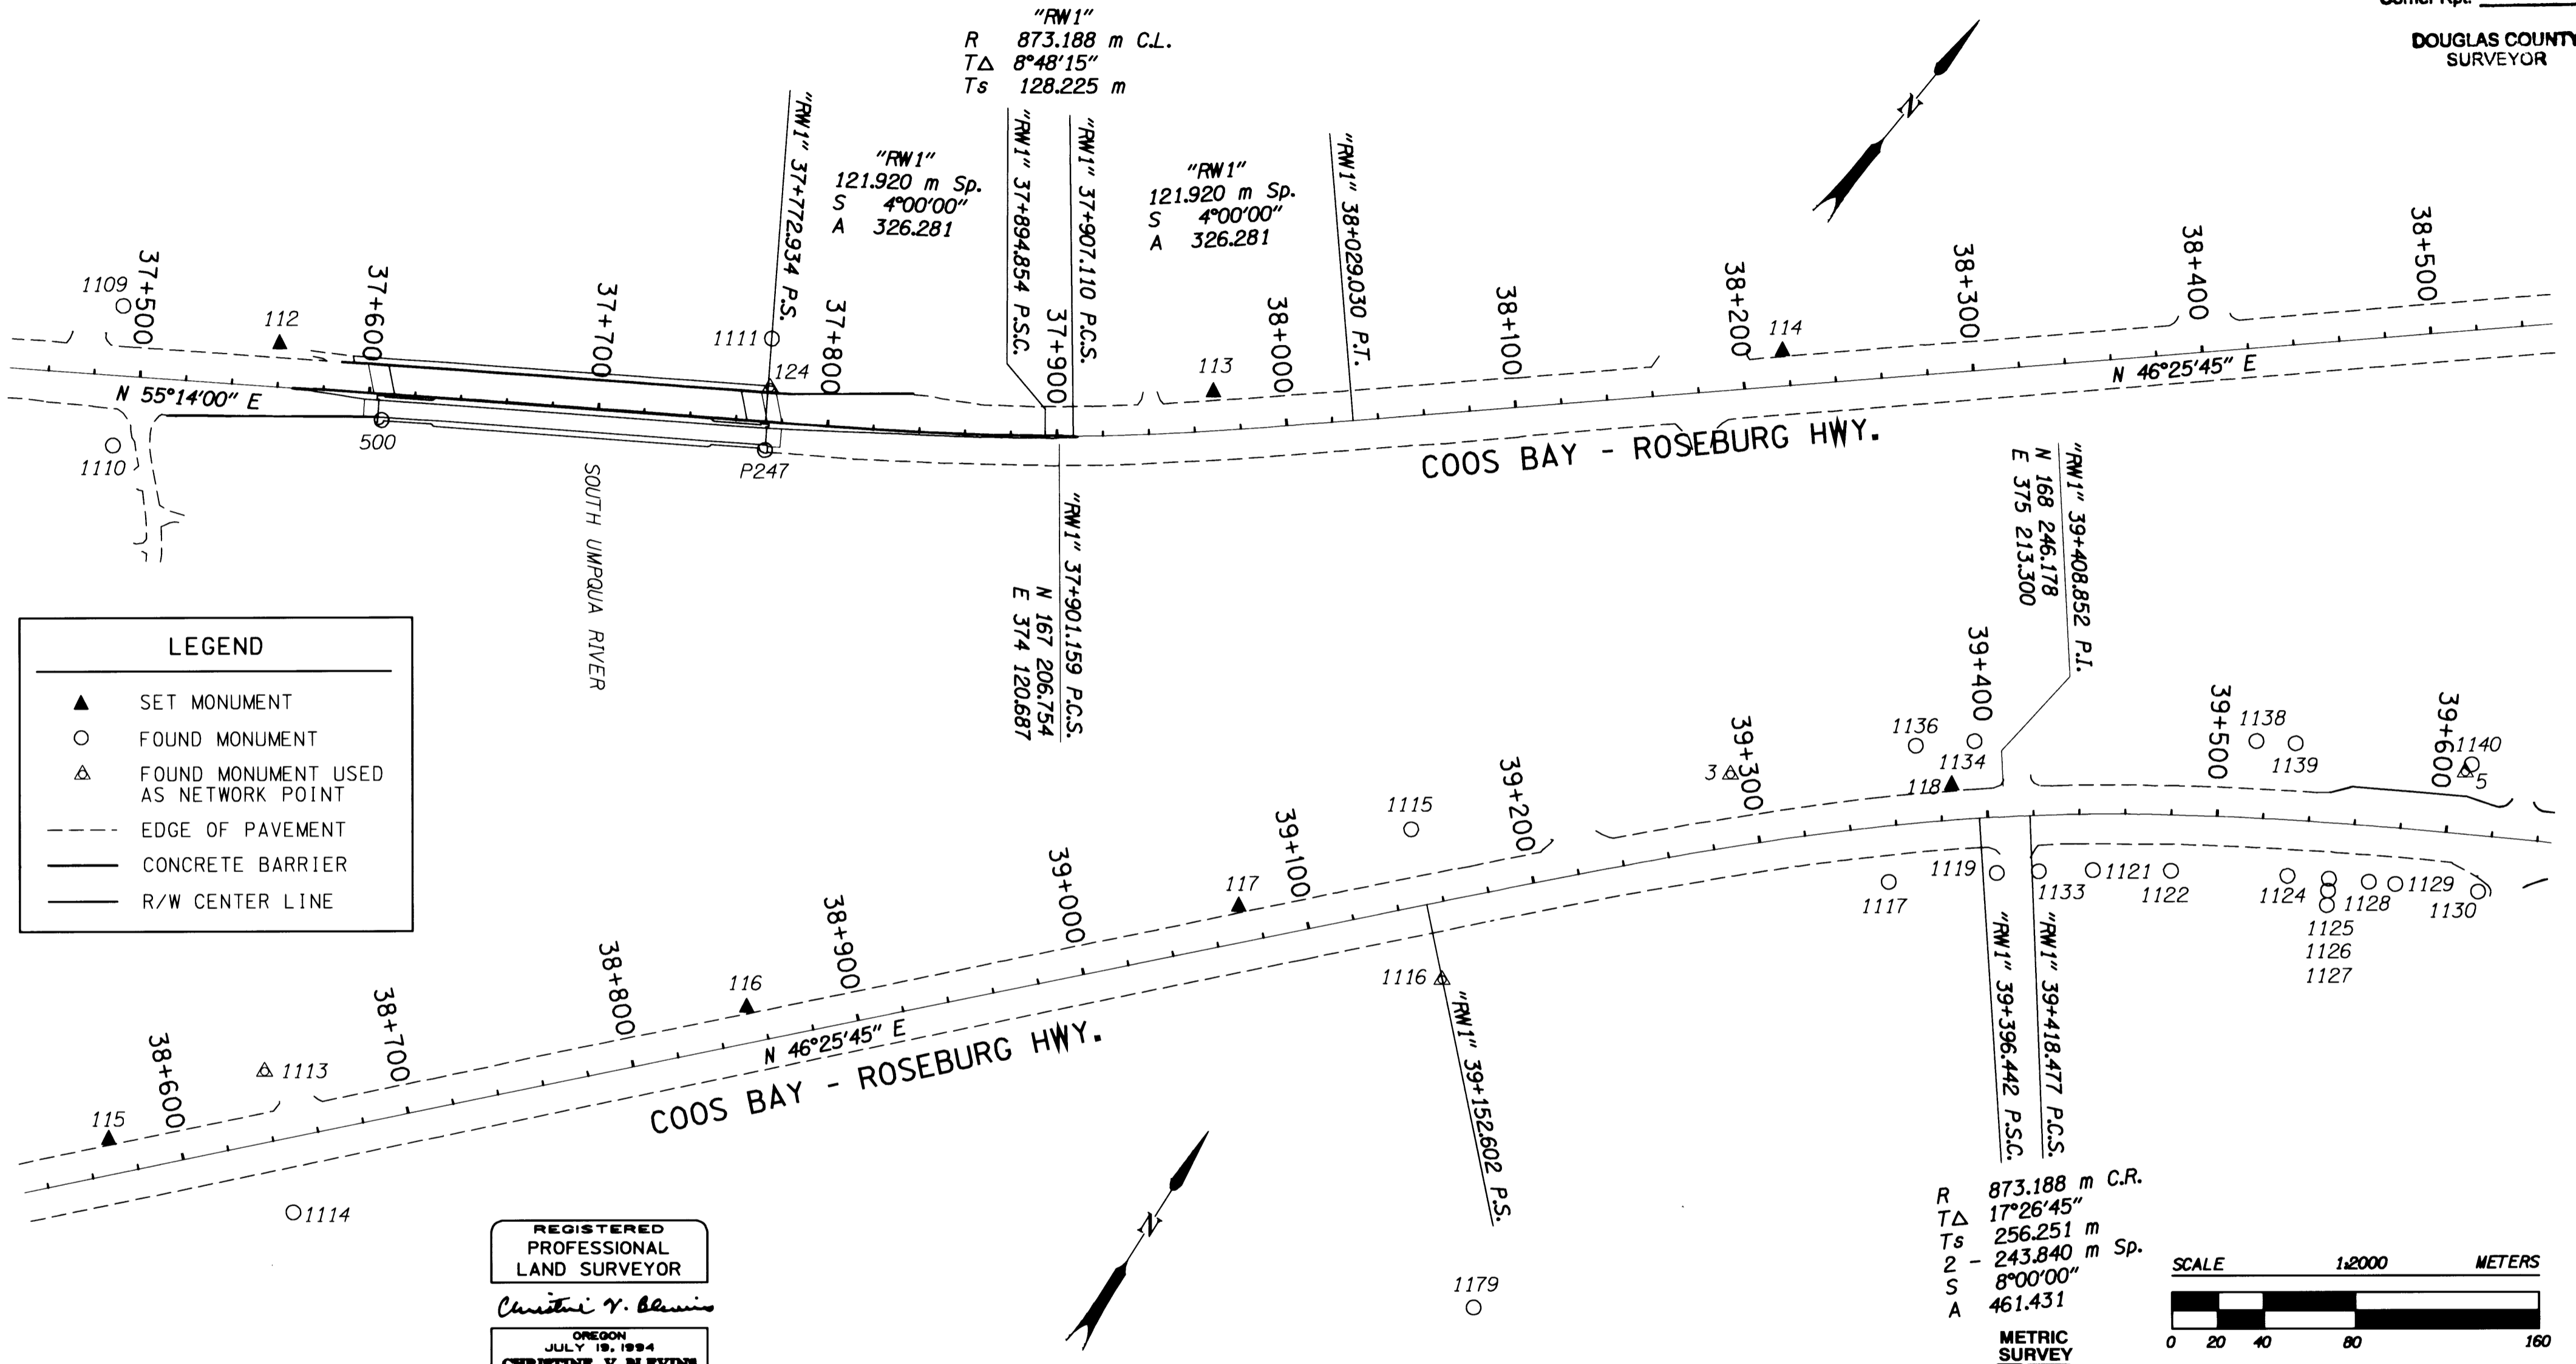 Corner Rpt.
DOUGLAS COUNTY
SURVEYOR
"RW1"
R 873.188 m C.L.
T△ 8°48'15"
Ts 128.225 m
"RW1" 37+772.934 P.S.
"RW1"
121.920 m Sp.
S 4°00'00"
A 326.281
"RW1" 37+894.854 P.S.C.
"RW1" 37+907.110 P.C.S.
"RW1"
121.920 m Sp.
S 4°00'00"
A 326.281
"RW1" 38+029.030 P.T.
N
1109
37+500
112
37+600
37+700
1111
124
37+800
37+900
113
38+000
38+100
38+200
114
38+300
38+400
38+500
N 55°14'00" E
N 46°25'45" E
1110
500
P247
SOUTH UMPQUA RIVER
COOS BAY - ROSEBURG HWY.
"RW1" 37+901.159 P.C.S.
N 167 206.754
E 374 120.687
"RW1" 39+408.852 P.I.
N 168 246.178
E 375 213.300
LEGEND
SET MONUMENT
FOUND MONUMENT
FOUND MONUMENT USED
AS NETWORK POINT
EDGE OF PAVEMENT
CONCRETE BARRIER
R/W CENTER LINE
115
38+600
1113
38+700
38+800
116
38+900
39+000
117
39+100
1115
39+200
3
39+300
1136
39+400
1134
118
39+500
1138
1139
39+600
1140
5
1114
N 46°25'45" E
COOS BAY - ROSEBURG HWY.
1116
"RW1" 39+152.602 P.S.
1117
1119
1133
1121
1122
1124
1128
1129
1130
1125
1126
1127
"RW1" 39+396.442 P.S.C.
"RW1" 39+418.477 P.C.S.
N
1179
R 873.188 m C.R.
T△ 17°26'45"
Ts 256.251 m
2 - 243.840 m Sp.
S 8°00'00"
A 461.431
METRIC
SURVEY
SCALE 1:2000 METERS
0 20 40 80 160
REGISTERED
PROFESSIONAL
LAND SURVEYOR
Christine V. Blevins
OREGON
JULY 19, 1994
CHRISTINE V. BLEVINS